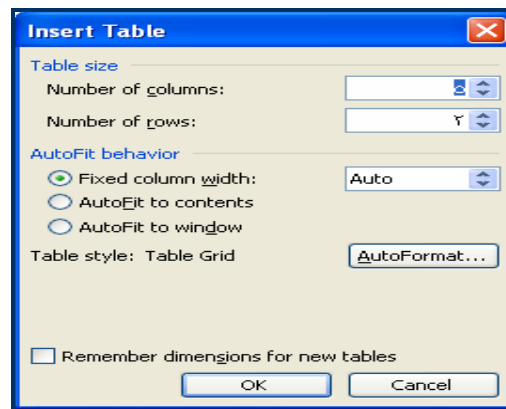 Insert Table
Table size
Number of columns: ٥
Number of rows: ٢
AutoFit behavior
Fixed column width: Auto
AutoFit to contents
AutoFit to window
Table style: Table Grid AutoFormat...
Remember dimensions for new tables
OK Cancel